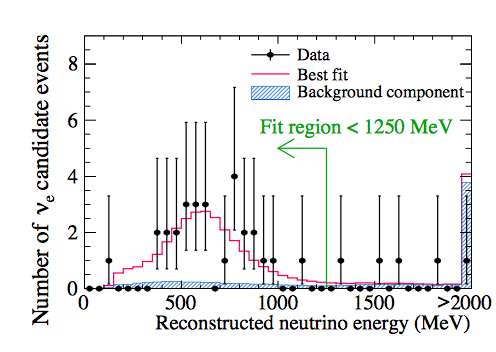 Number of νe candidate events
8
6
4
2
0
Data
Best fit
Background component
Fit region < 1250 MeV
0 500 1000 1500 >2000
Reconstructed neutrino energy (MeV)